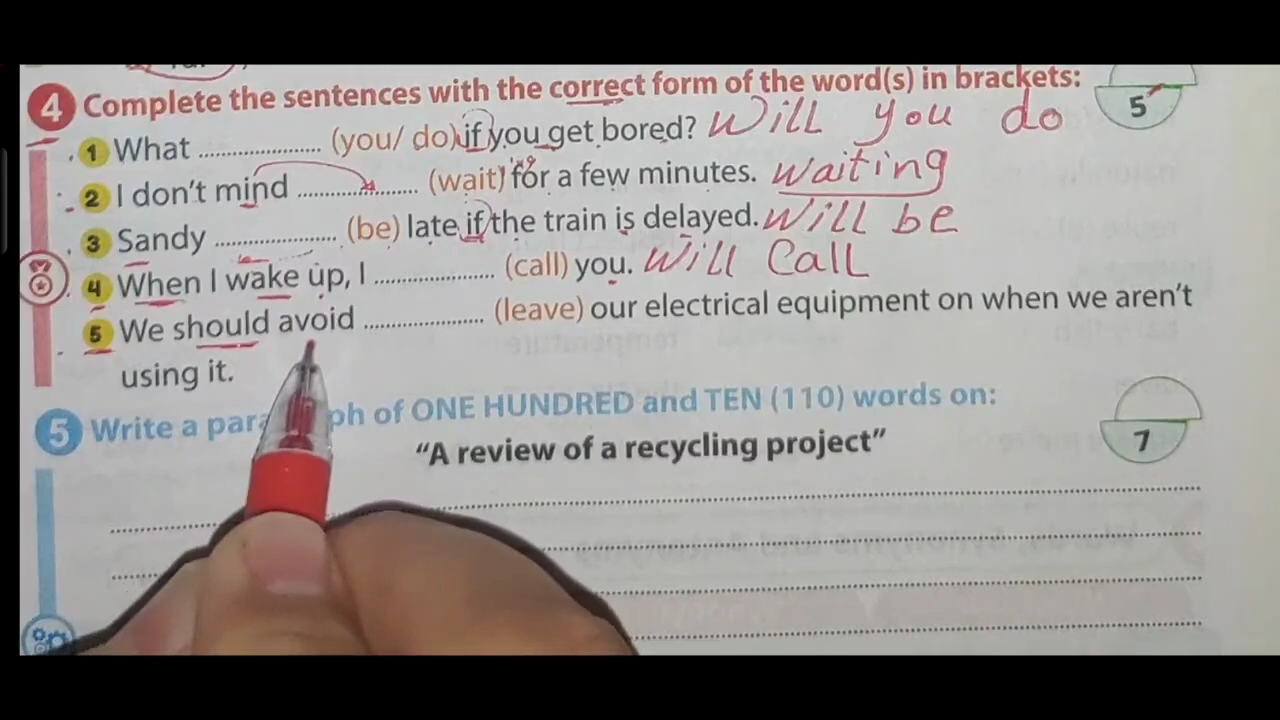 4 Complete the sentences with the correct form of the word(s) in brackets: 5
1 What .................... (you/ do) if you get bored? Will you do
2 I don't mind .................... (wait) for a few minutes. waiting
3 Sandy .................... (be) late if the train is delayed. Will be
4 When I wake up, I .................... (call) you. Will Call
5 We should avoid .................... (leave) our electrical equipment on when we aren't
using it.
5 Write a ph of ONE HUNDRED and TEN (110) words on: 7
"A review of a recycling project"